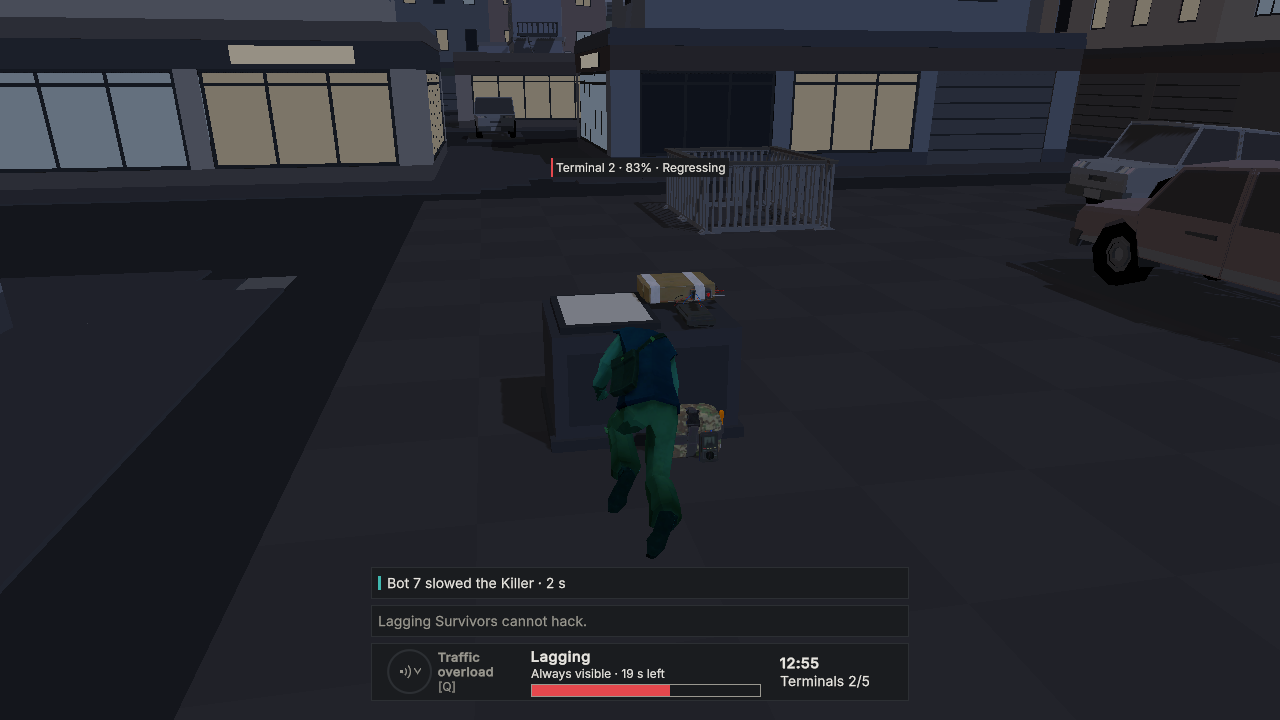 Terminal 2 · 83% · Regressing
Bot 7 slowed the Killer · 2 s
Lagging Survivors cannot hack.
Traffic
overload
[Q]
Lagging
Always visible · 19 s left
12:55
Terminals 2/5